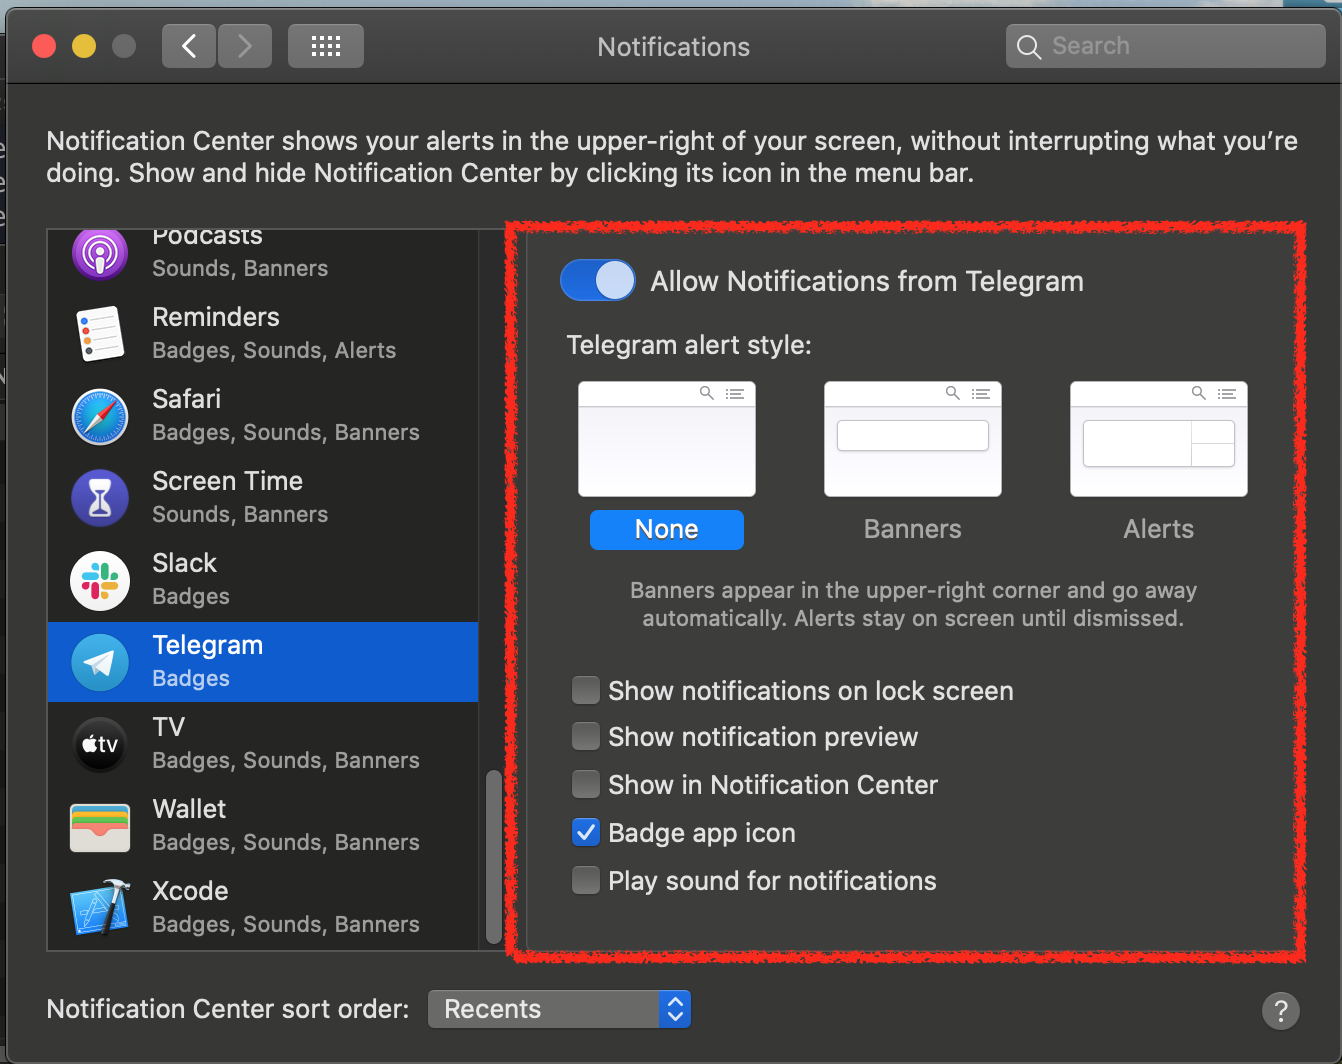 Notifications
Search
Notification Center shows your alerts in the upper-right of your screen, without interrupting what you’re
doing. Show and hide Notification Center by clicking its icon in the menu bar.
Podcasts
Sounds, Banners
Reminders
Badges, Sounds, Alerts
Safari
Badges, Sounds, Banners
Screen Time
Sounds, Banners
Slack
Badges
Telegram
Badges
tv
TV
Badges, Sounds, Banners
Wallet
Badges, Sounds, Banners
Xcode
Badges, Sounds, Banners
Allow Notifications from Telegram
Telegram alert style:
None
Banners
Alerts
Banners appear in the upper-right corner and go away
automatically. Alerts stay on screen until dismissed.
Show notifications on lock screen
Show notification preview
Show in Notification Center
Badge app icon
Play sound for notifications
Notification Center sort order:
Recents
?